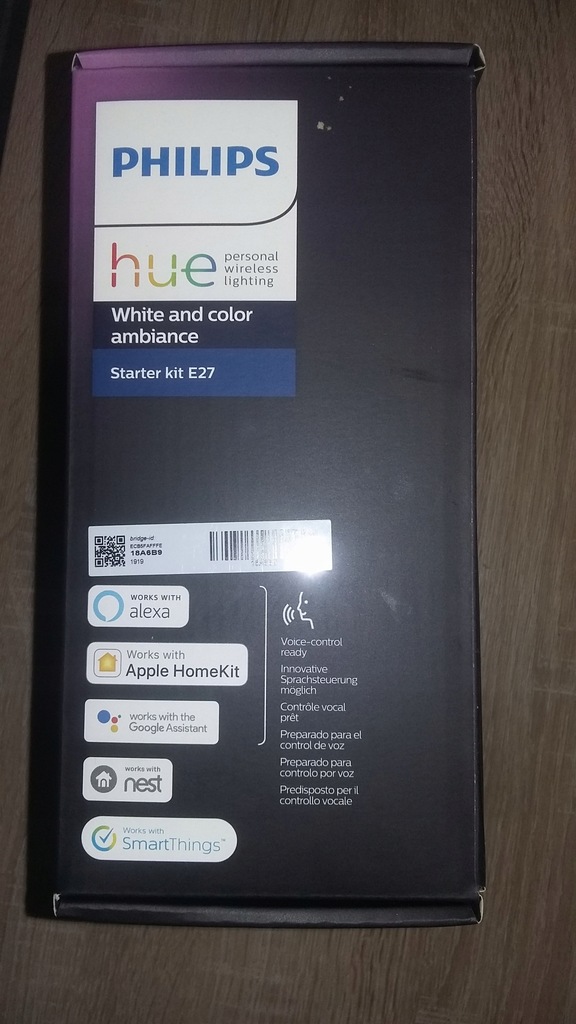 PHILIPS
hue personal
wireless
lighting
White and color
ambiance
Starter kit E27
bridge-id
ECB5FAFFFE
18A6B9
1919
WORKS WITH
alexa
Works with
Apple HomeKit
works with the
Google Assistant
works with
nest
Works with
SmartThings™
Voice-control
ready
Innovative
Sprachsteuerung
möglich
Contrôle vocal
prêt
Preparado para el
control de voz
Preparado para
controlo por voz
Predisposto per il
controllo vocale